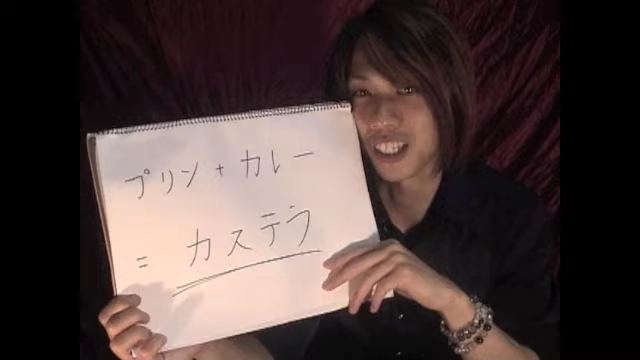 プリン + カレー
= カステラ